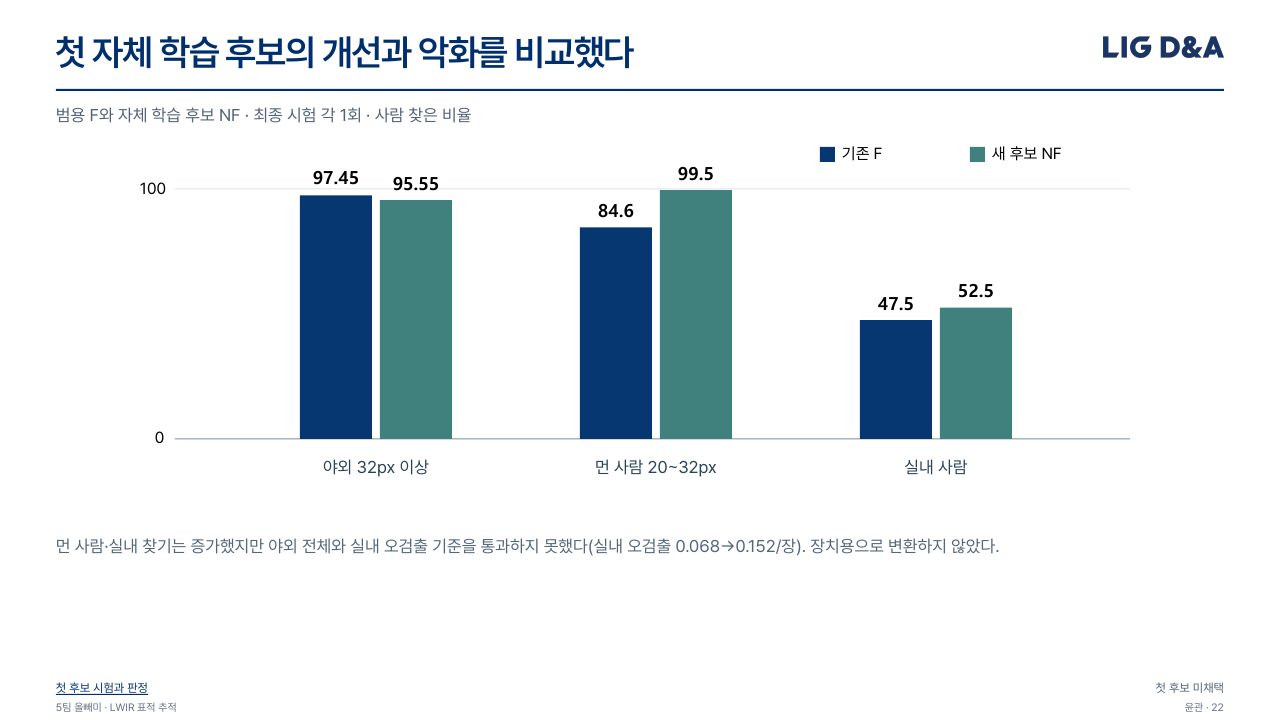 첫 자체 학습 후보의 개선과 악화를 비교했다
LIG D&A
범용 F와 자체 학습 후보 NF · 최종 시험 각 1회 · 사람 찾은 비율
기존 F
새 후보 NF
100
97.45
95.55
84.6
99.5
47.5
52.5
0
야외 32px 이상
먼 사람 20~32px
실내 사람
먼 사람·실내 찾기는 증가했지만 야외 전체와 실내 오검출 기준을 통과하지 못했다(실내 오검출 0.068→0.152/장). 장치용으로 변환하지 않았다.
첫 후보 시험과 판정
첫 후보 미채택
5팀 올빼미 · LWIR 표적 추적
윤관 · 22